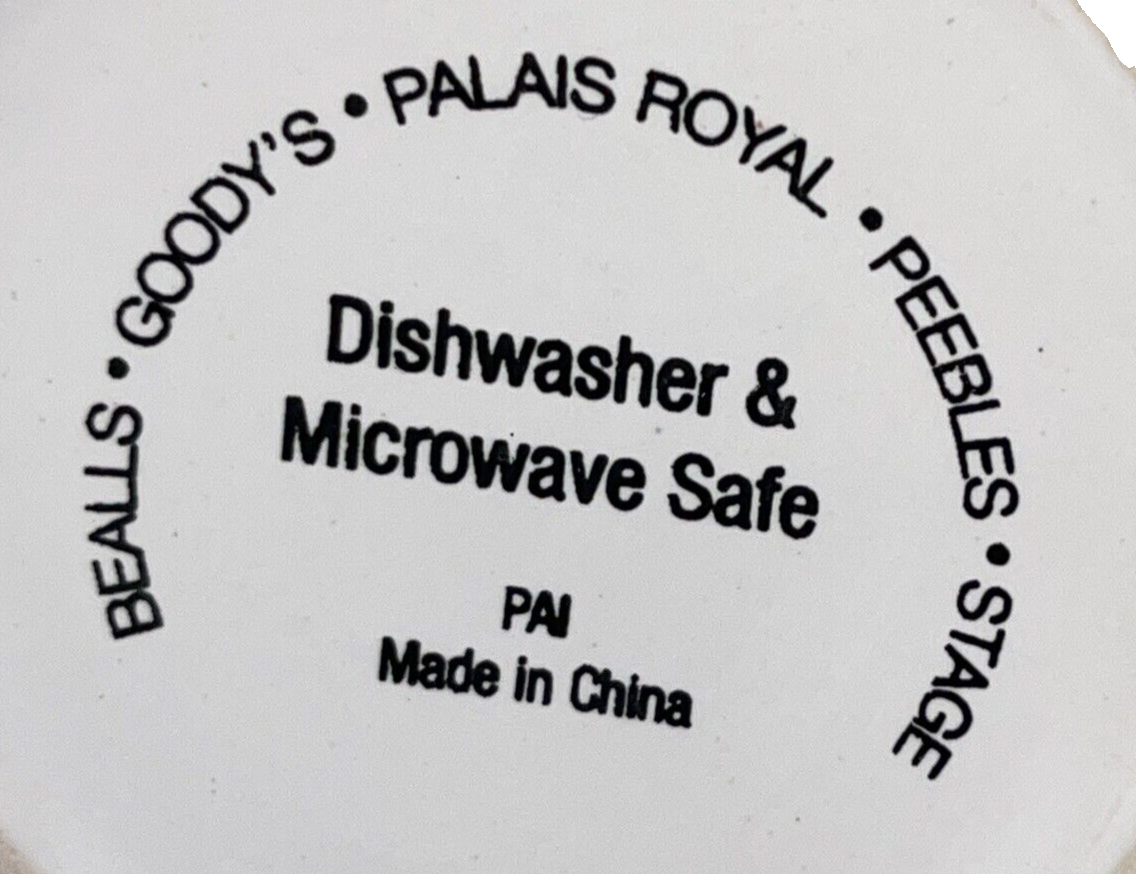 BEALLS • GOODY'S • PALAIS ROYAL • PEEBLES • STAGE
Dishwasher &
Microwave Safe
PAI
Made in China